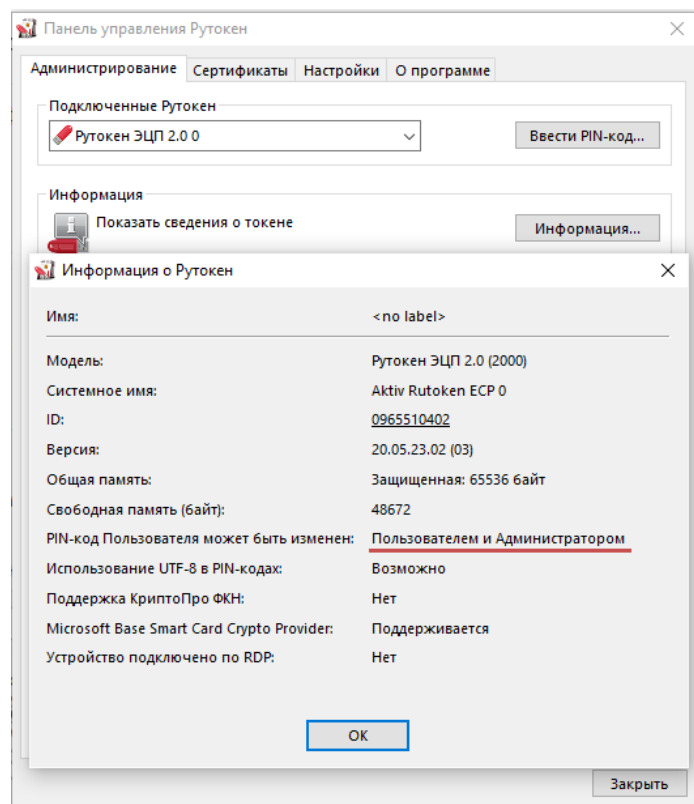 Панель управления Рутокен
Администрирование Сертификаты Настройки О программе
Подключенные Рутокен
Рутокен ЭЦП 2.0 0 Ввести PIN-код...
Информация
Показать сведения о токене Информация...
Информация о Рутокен
Имя: <no label>
Модель: Рутокен ЭЦП 2.0 (2000)
Системное имя: Aktiv Rutoken ECP 0
ID: 0965510402
Версия: 20.05.23.02 (03)
Общая память: Защищенная: 65536 байт
Свободная память (байт): 48672
PIN-код Пользователя может быть изменен: Пользователем и Администратором
Использование UTF-8 в PIN-кодах: Возможно
Поддержка КриптоПро ФКН: Нет
Microsoft Base Smart Card Crypto Provider: Поддерживается
Устройство подключено по RDP: Нет
ОК
Закрыть